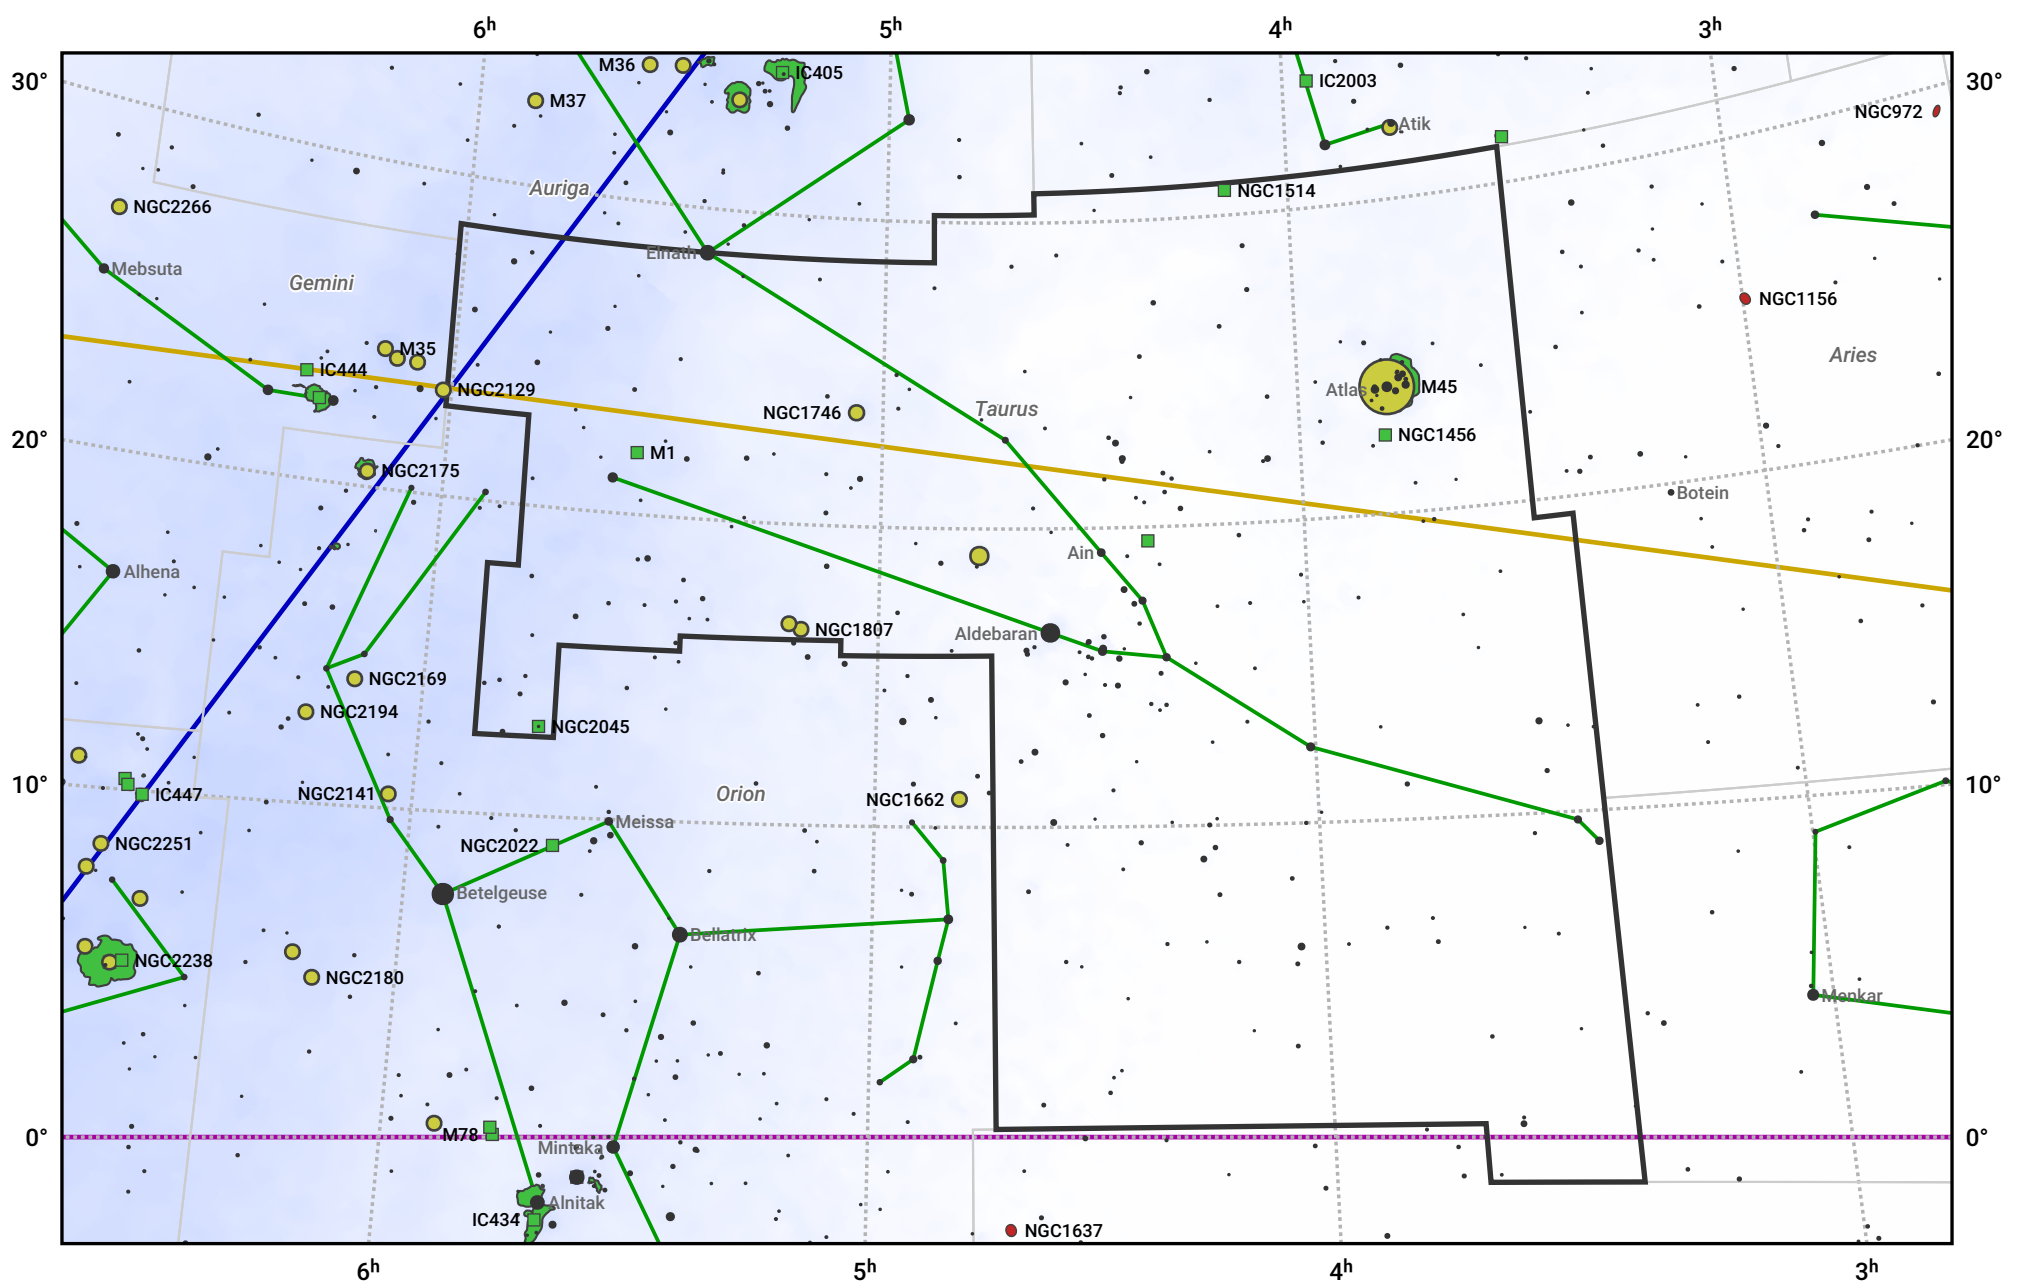 6h 5h 4h 3h
M36 IC405
30° IC2003 30°
M37 NGC972
Atik
Auriga NGC1514
NGC2266
Elnath
Mebsuta
Gemini NGC1156
M35 Aries
IC444
NGC2129 Atlas M45
NGC1746 Taurus
20° NGC1456 20°
M1
NGC2175 Botein
Ain
Alhena
NGC1807 Aldebaran
NGC2169
NGC2194
NGC2045
10° 10°
IC447 NGC2141 Orion NGC1662
Meissa
NGC2251 NGC2022
Betelgeuse
Bellatrix
NGC2238
NGC2180 Menkar
0° M78 0°
Mintaka
Alnitak
IC434 NGC1637
6h 5h 4h 3h